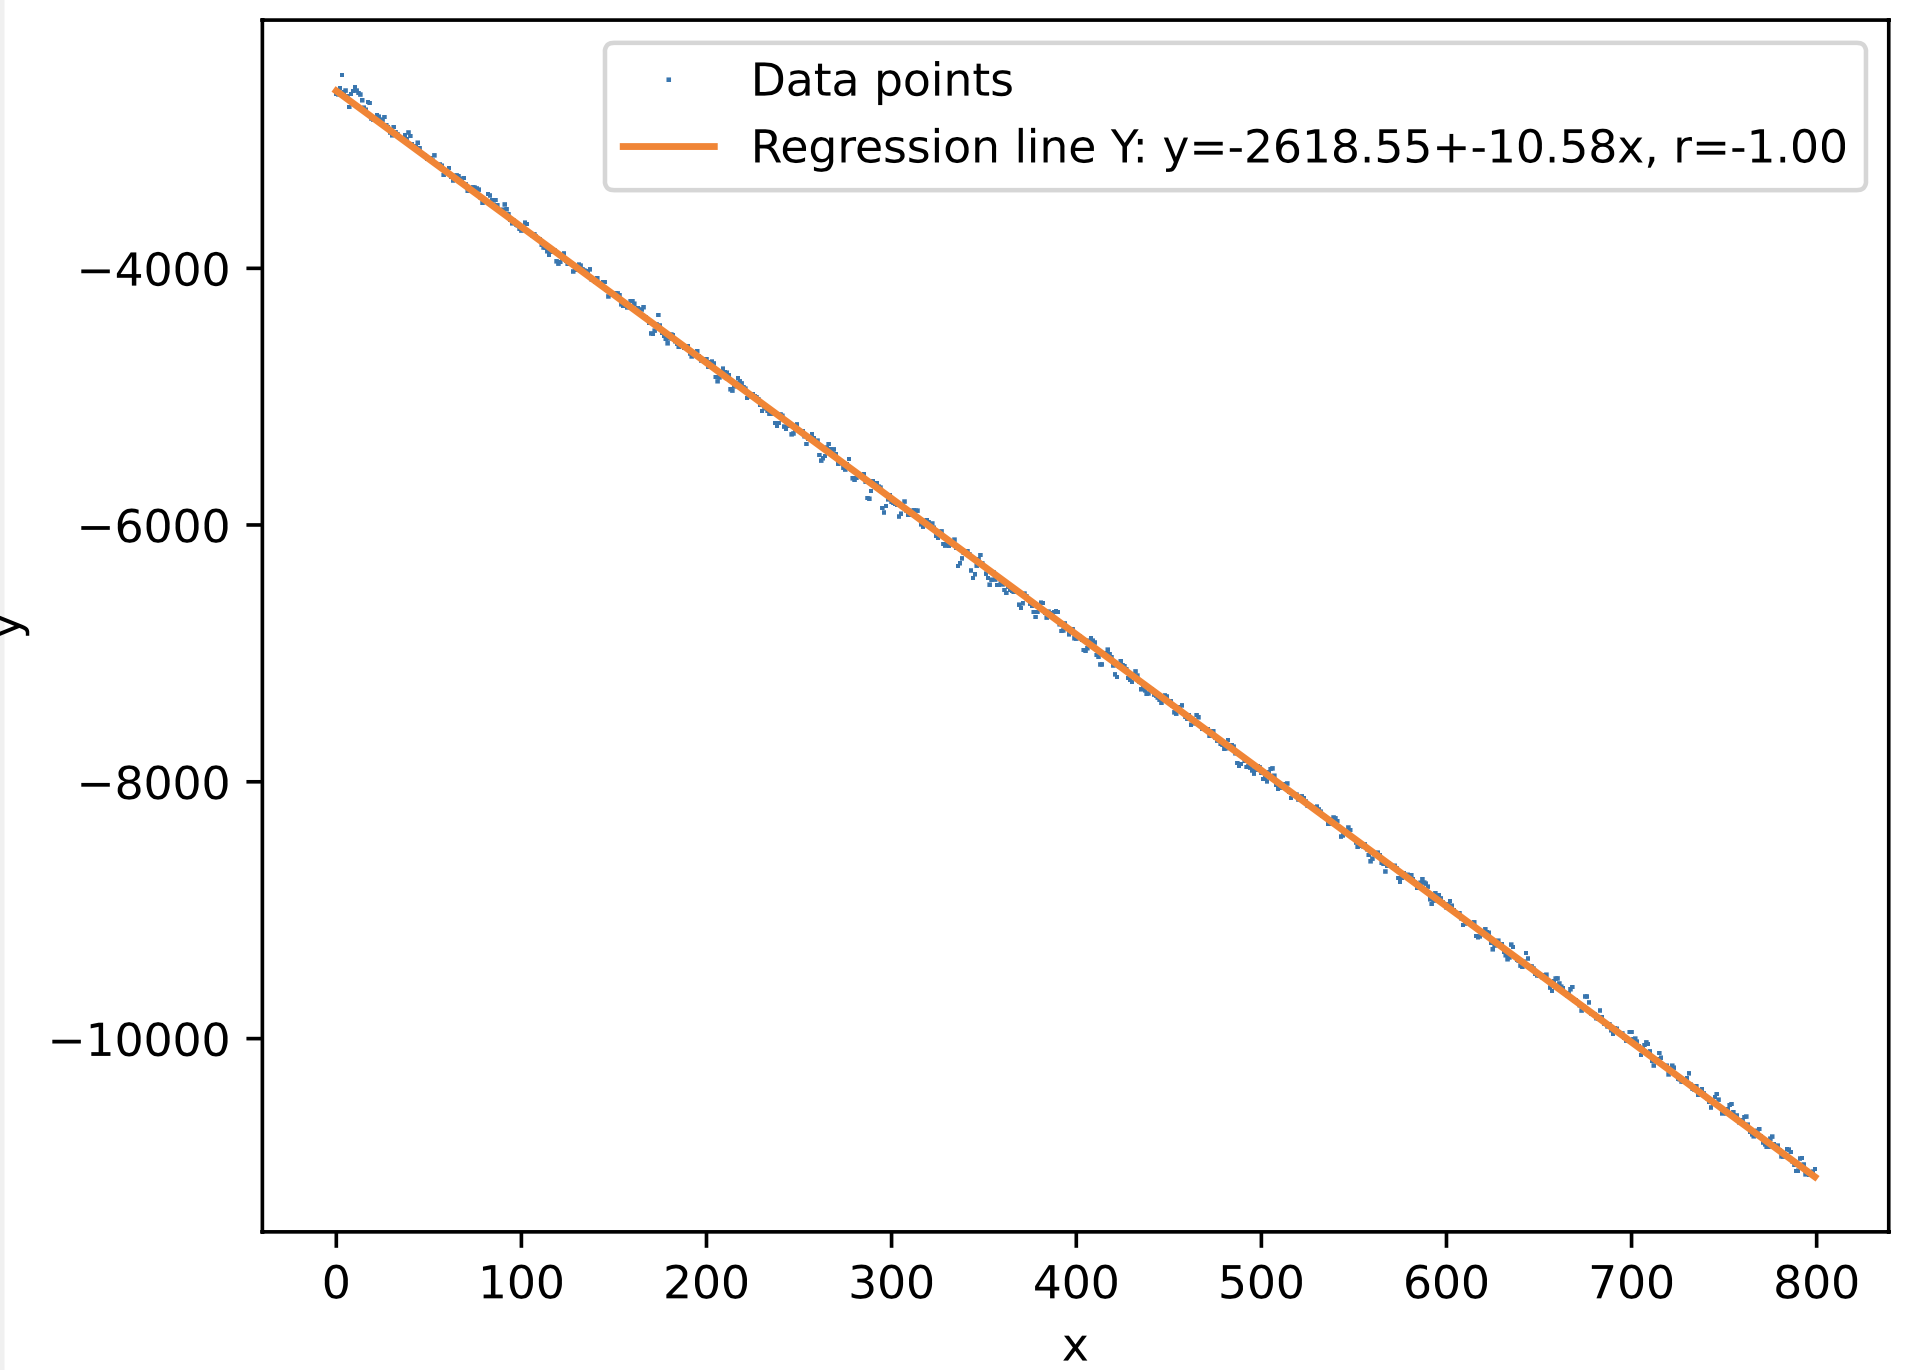 Data points
Regression line Y: y=-2618.55+-10.58x, r=-1.00
−4000
−6000
−8000
−10000
y
0 100 200 300 400 500 600 700 800
x